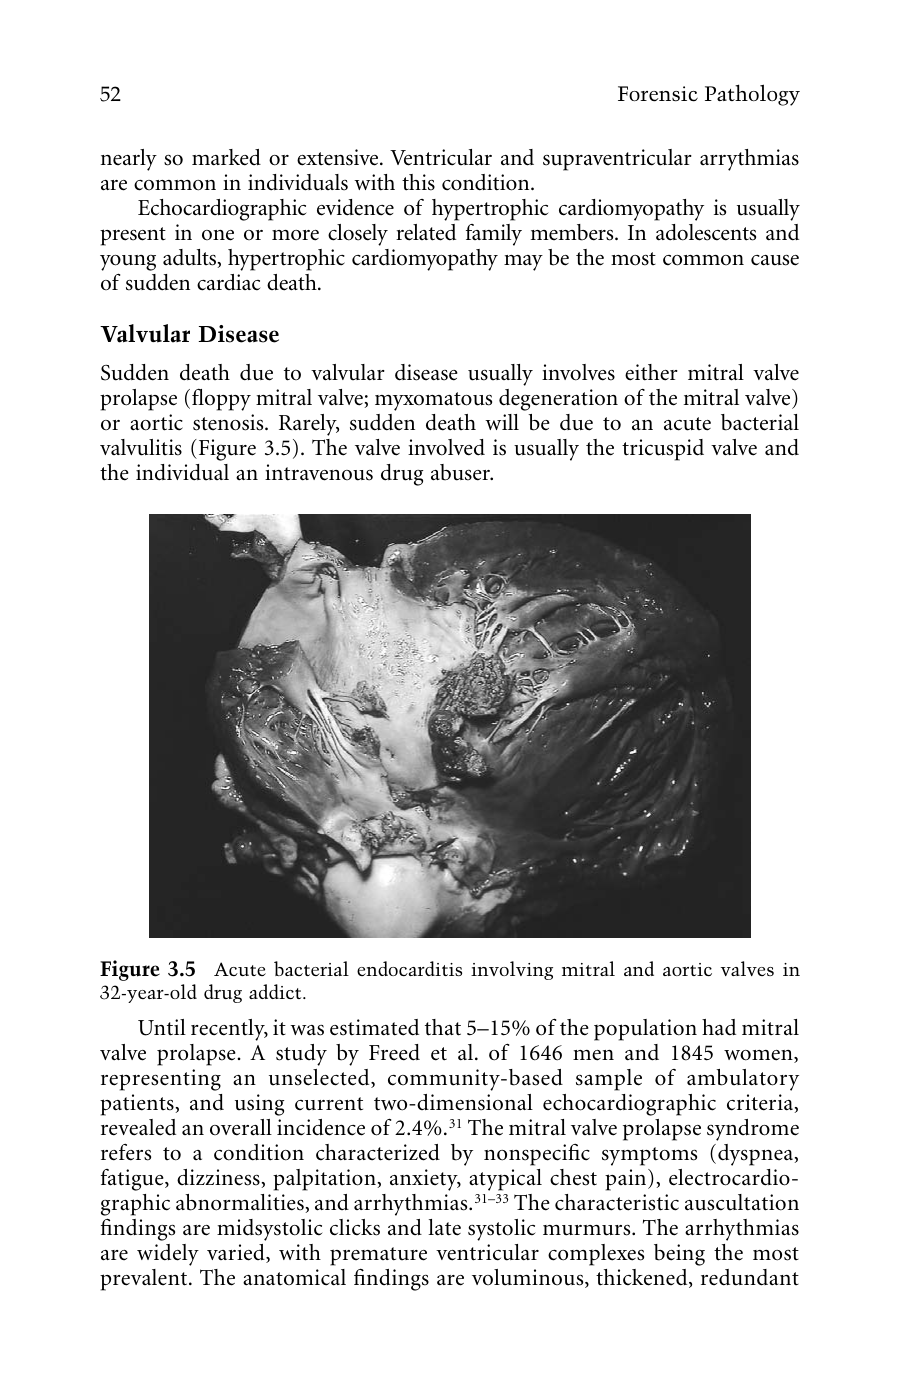 52
Forensic Pathology
nearly so marked or extensive. Ventricular and supraventricular arrythmias
are common in individuals with this condition.
Echocardiographic evidence of hypertrophic cardiomyopathy is usually
present in one or more closely related family members. In adolescents and
young adults, hypertrophic cardiomyopathy may be the most common cause
of sudden cardiac death.
Valvular Disease
Sudden death due to valvular disease usually involves either mitral valve
prolapse (floppy mitral valve; myxomatous degeneration of the mitral valve)
or aortic stenosis. Rarely, sudden death will be due to an acute bacterial
valvulitis (Figure 3.5). The valve involved is usually the tricuspid valve and
the individual an intravenous drug abuser.
Figure 3.5 Acute bacterial endocarditis involving mitral and aortic valves in
32-year-old drug addict.
Until recently, it was estimated that 5–15% of the population had mitral
valve prolapse. A study by Freed et al. of 1646 men and 1845 women,
representing an unselected, community-based sample of ambulatory
patients, and using current two-dimensional echocardiographic criteria,
revealed an overall incidence of 2.4%.³¹ The mitral valve prolapse syndrome
refers to a condition characterized by nonspecific symptoms (dyspnea,
fatigue, dizziness, palpitation, anxiety, atypical chest pain), electrocardio-
graphic abnormalities, and arrhythmias.³¹⁻³³ The characteristic auscultation
findings are midsystolic clicks and late systolic murmurs. The arrhythmias
are widely varied, with premature ventricular complexes being the most
prevalent. The anatomical findings are voluminous, thickened, redundant